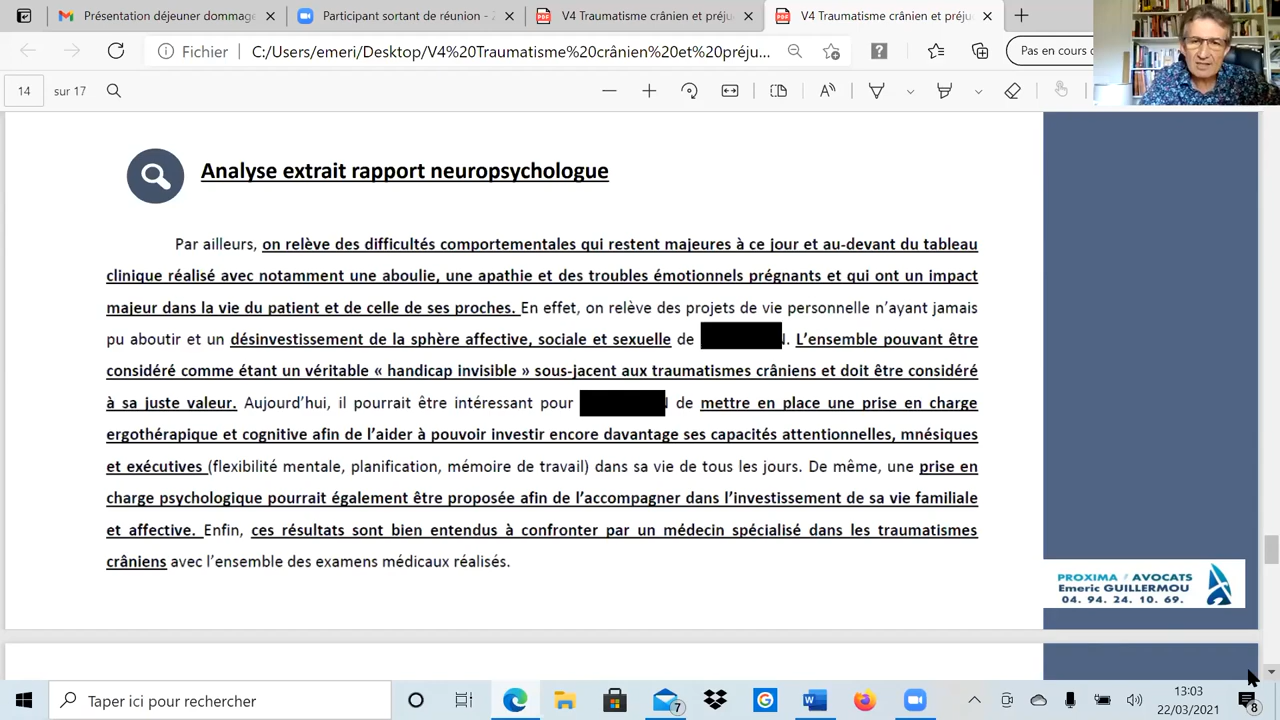 Présentation déjeuner dommage
Participant sortant de réunion - Z
V4 Traumatisme crânien et préju
V4 Traumatisme crânien et préju
Fichier
C:/Users/emeri/Desktop/V4%20Traumatisme%20crânien%20et%20préju...
Pas en cours d
14 sur 17
Analyse extrait rapport neuropsychologue
Par ailleurs, on relève des difficultés comportementales qui restent majeures à ce jour et au-devant du tableau
clinique réalisé avec notamment une aboulie, une apathie et des troubles émotionnels prégnants et qui ont un impact
majeur dans la vie du patient et de celle de ses proches. En effet, on relève des projets de vie personnelle n’ayant jamais
pu aboutir et un désinvestissement de la sphère affective, sociale et sexuelle de . L’ensemble pouvant être
considéré comme étant un véritable « handicap invisible » sous-jacent aux traumatismes crâniens et doit être considéré
à sa juste valeur. Aujourd’hui, il pourrait être intéressant pour de mettre en place une prise en charge
ergothérapique et cognitive afin de l’aider à pouvoir investir encore davantage ses capacités attentionnelles, mnésiques
et exécutives (flexibilité mentale, planification, mémoire de travail) dans sa vie de tous les jours. De même, une prise en
charge psychologique pourrait également être proposée afin de l’accompagner dans l’investissement de sa vie familiale
et affective. Enfin, ces résultats sont bien entendus à confronter par un médecin spécialisé dans les traumatismes
crâniens avec l’ensemble des examens médicaux réalisés.
PROXIMA AVOCATS
Emeric GUILLERMOU
04. 94. 24. 10. 69.
Taper ici pour rechercher
7
13:03
22/03/2021
8